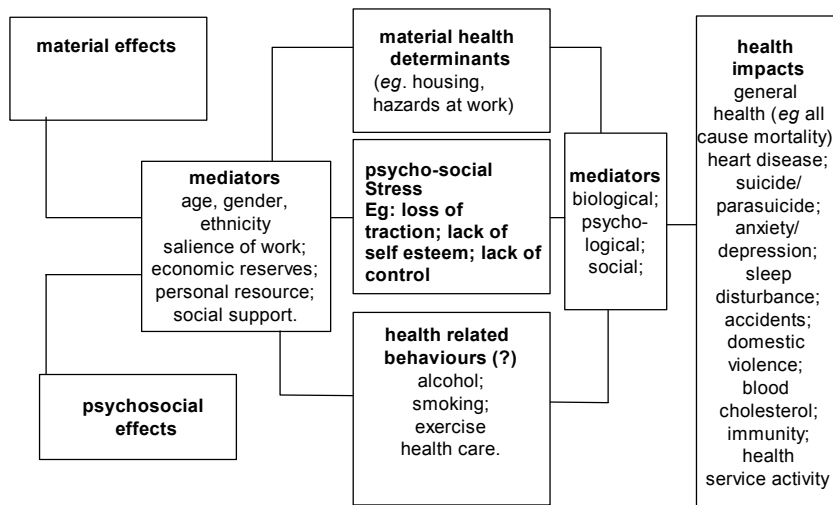 material effects
psychosocial
effects
mediators
age, gender,
ethnicity
salience of work;
economic reserves;
personal resource;
social support.
material health
determinants
(eg. housing,
hazards at work)
psycho-social
Stress
Eg: loss of
traction; lack of
self esteem; lack of
control
health related
behaviours (?)
alcohol;
smoking;
exercise
health care.
mediators
biological;
psycho-
logical;
social;
health
impacts
general
health (eg all
cause mortality)
heart disease;
suicide/
parasuicide;
anxiety/
depression;
sleep
disturbance;
accidents;
domestic
violence;
blood
cholesterol;
immunity;
health
service activity